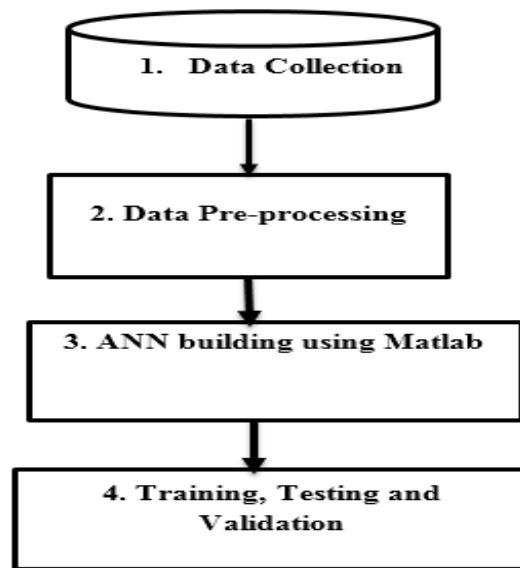 1. Data Collection
2. Data Pre-processing
3. ANN building using Matlab
4. Training, Testing and
Validation